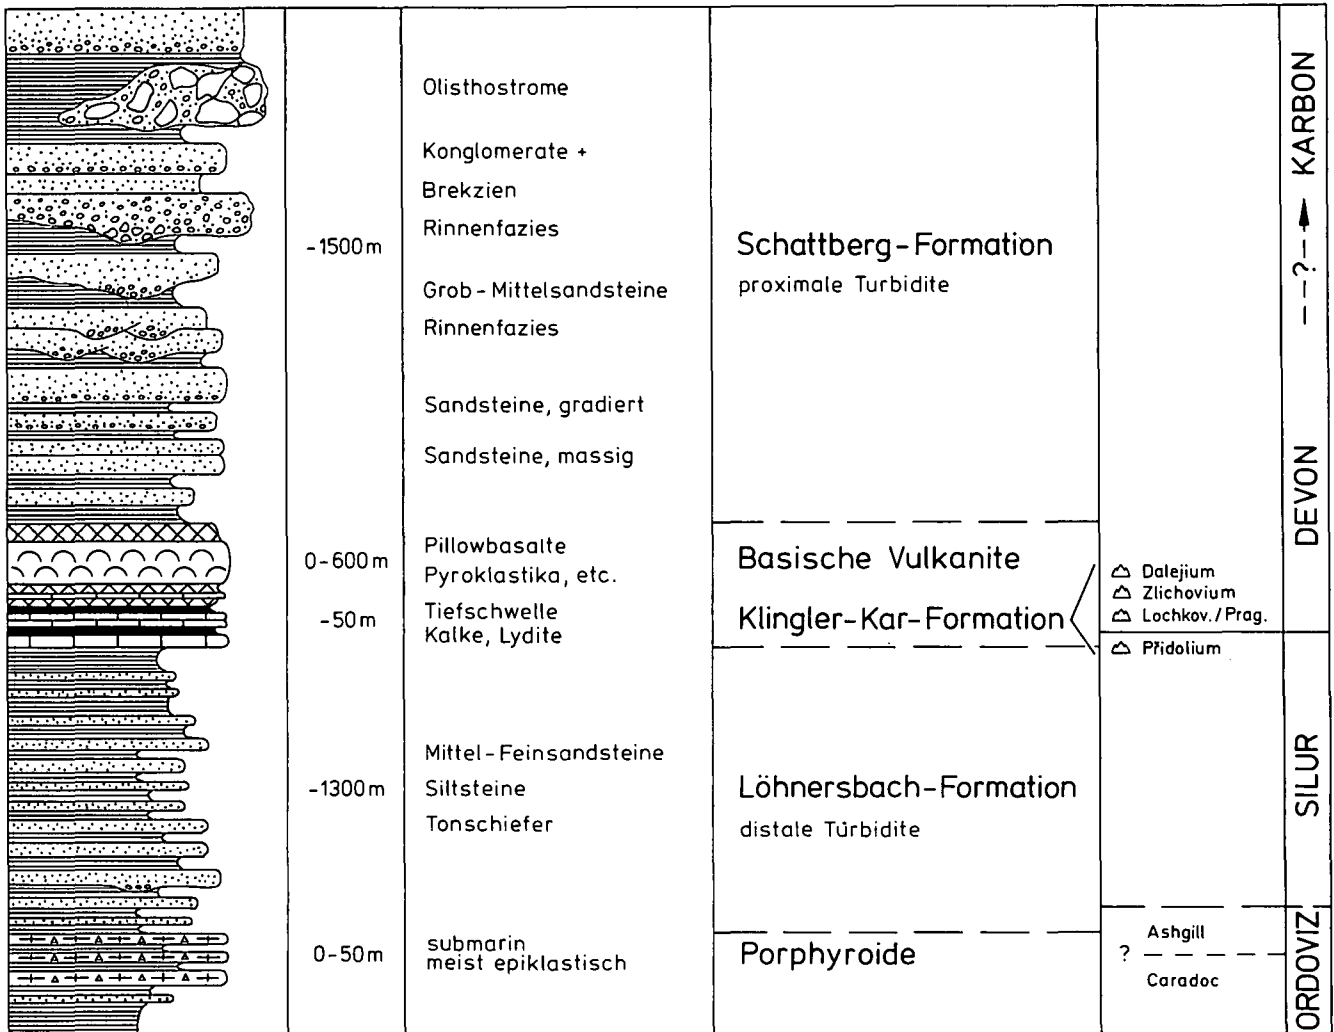 Olisthostrome
Konglomerate +
Brekzien
Rinnenfazies
-1500m
Schattberg-Formation
proximale Turbidite
Grob-Mittelsandsteine
Rinnenfazies
Sandsteine, gradiert
Sandsteine, massig
KARBON
--?-
DEVON
0-600m
Pillowbasalte
Pyroklastika, etc.
Basische Vulkanite
-50m
Tiefschwelle
Kalke, Lydite
Klingler-Kar-Formation
Dalejium
Zlichovium
Lochkov./Prag.
Přidolium
-1300m
Mittel-Feinsandsteine
Siltsteine
Tonschiefer
Löhnersbach-Formation
distale Turbidite
SILUR
0-50m
submarin
meist epiklastisch
Porphyroide
Ashgill
?
Caradoc
ORDOVIZ